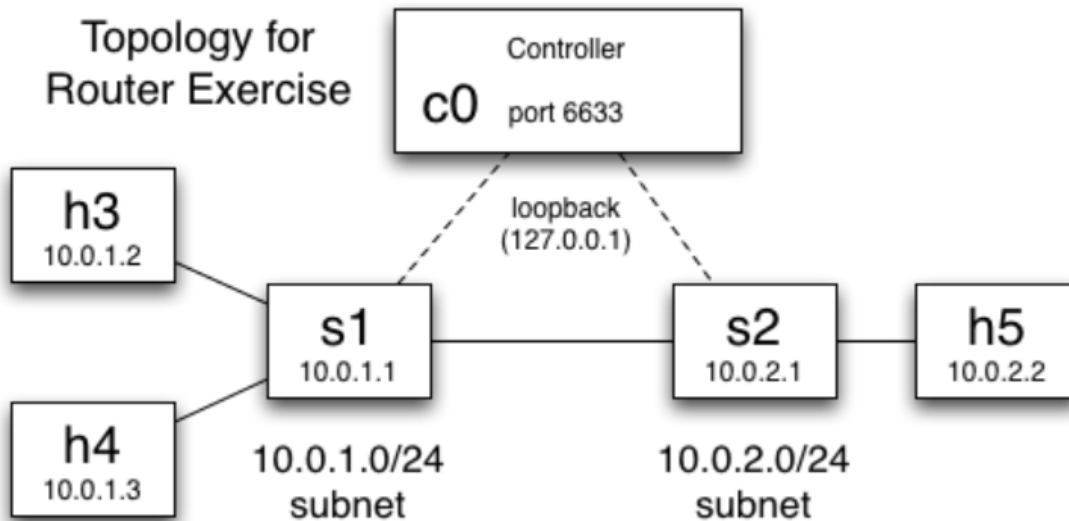 Topology for
Router Exercise
Controller
c0 port 6633
loopback
(127.0.0.1)
h3
10.0.1.2
h4
10.0.1.3
s1
10.0.1.1
10.0.1.0/24
subnet
s2
10.0.2.1
10.0.2.0/24
subnet
h5
10.0.2.2